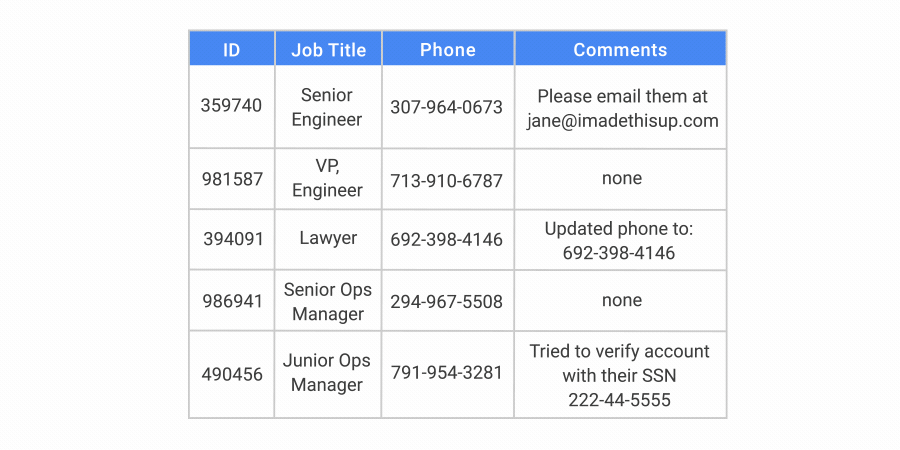 ID Job Title Phone Comments
359740 Senior Engineer 307-964-0673 Please email them at jane@imadethisup.com
981587 VP, Engineer 713-910-6787 none
394091 Lawyer 692-398-4146 Updated phone to: 692-398-4146
986941 Senior Ops Manager 294-967-5508 none
490456 Junior Ops Manager 791-954-3281 Tried to verify account with their SSN 222-44-5555